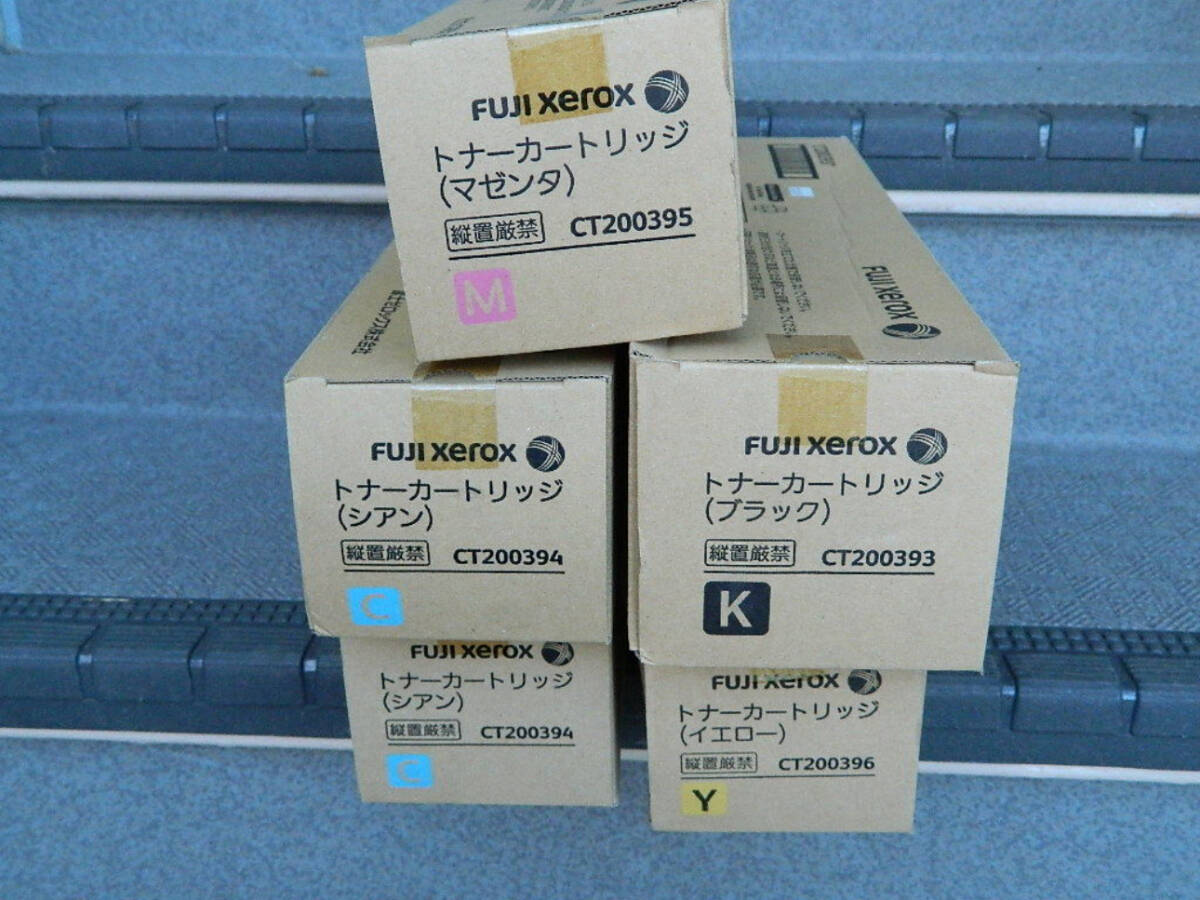 FUJI xerox
トナーカートリッジ
(マゼンタ)
縦置厳禁 CT200395
M
FUJI xerox
FUJI xerox
トナーカートリッジ
(シアン)
縦置厳禁 CT200394
C
FUJI xerox
トナーカートリッジ
(ブラック)
縦置厳禁 CT200393
K
FUJI xerox
トナーカートリッジ
(シアン)
縦置厳禁 CT200394
C
FUJI xerox
トナーカートリッジ
(イエロー)
縦置厳禁 CT200396
Y